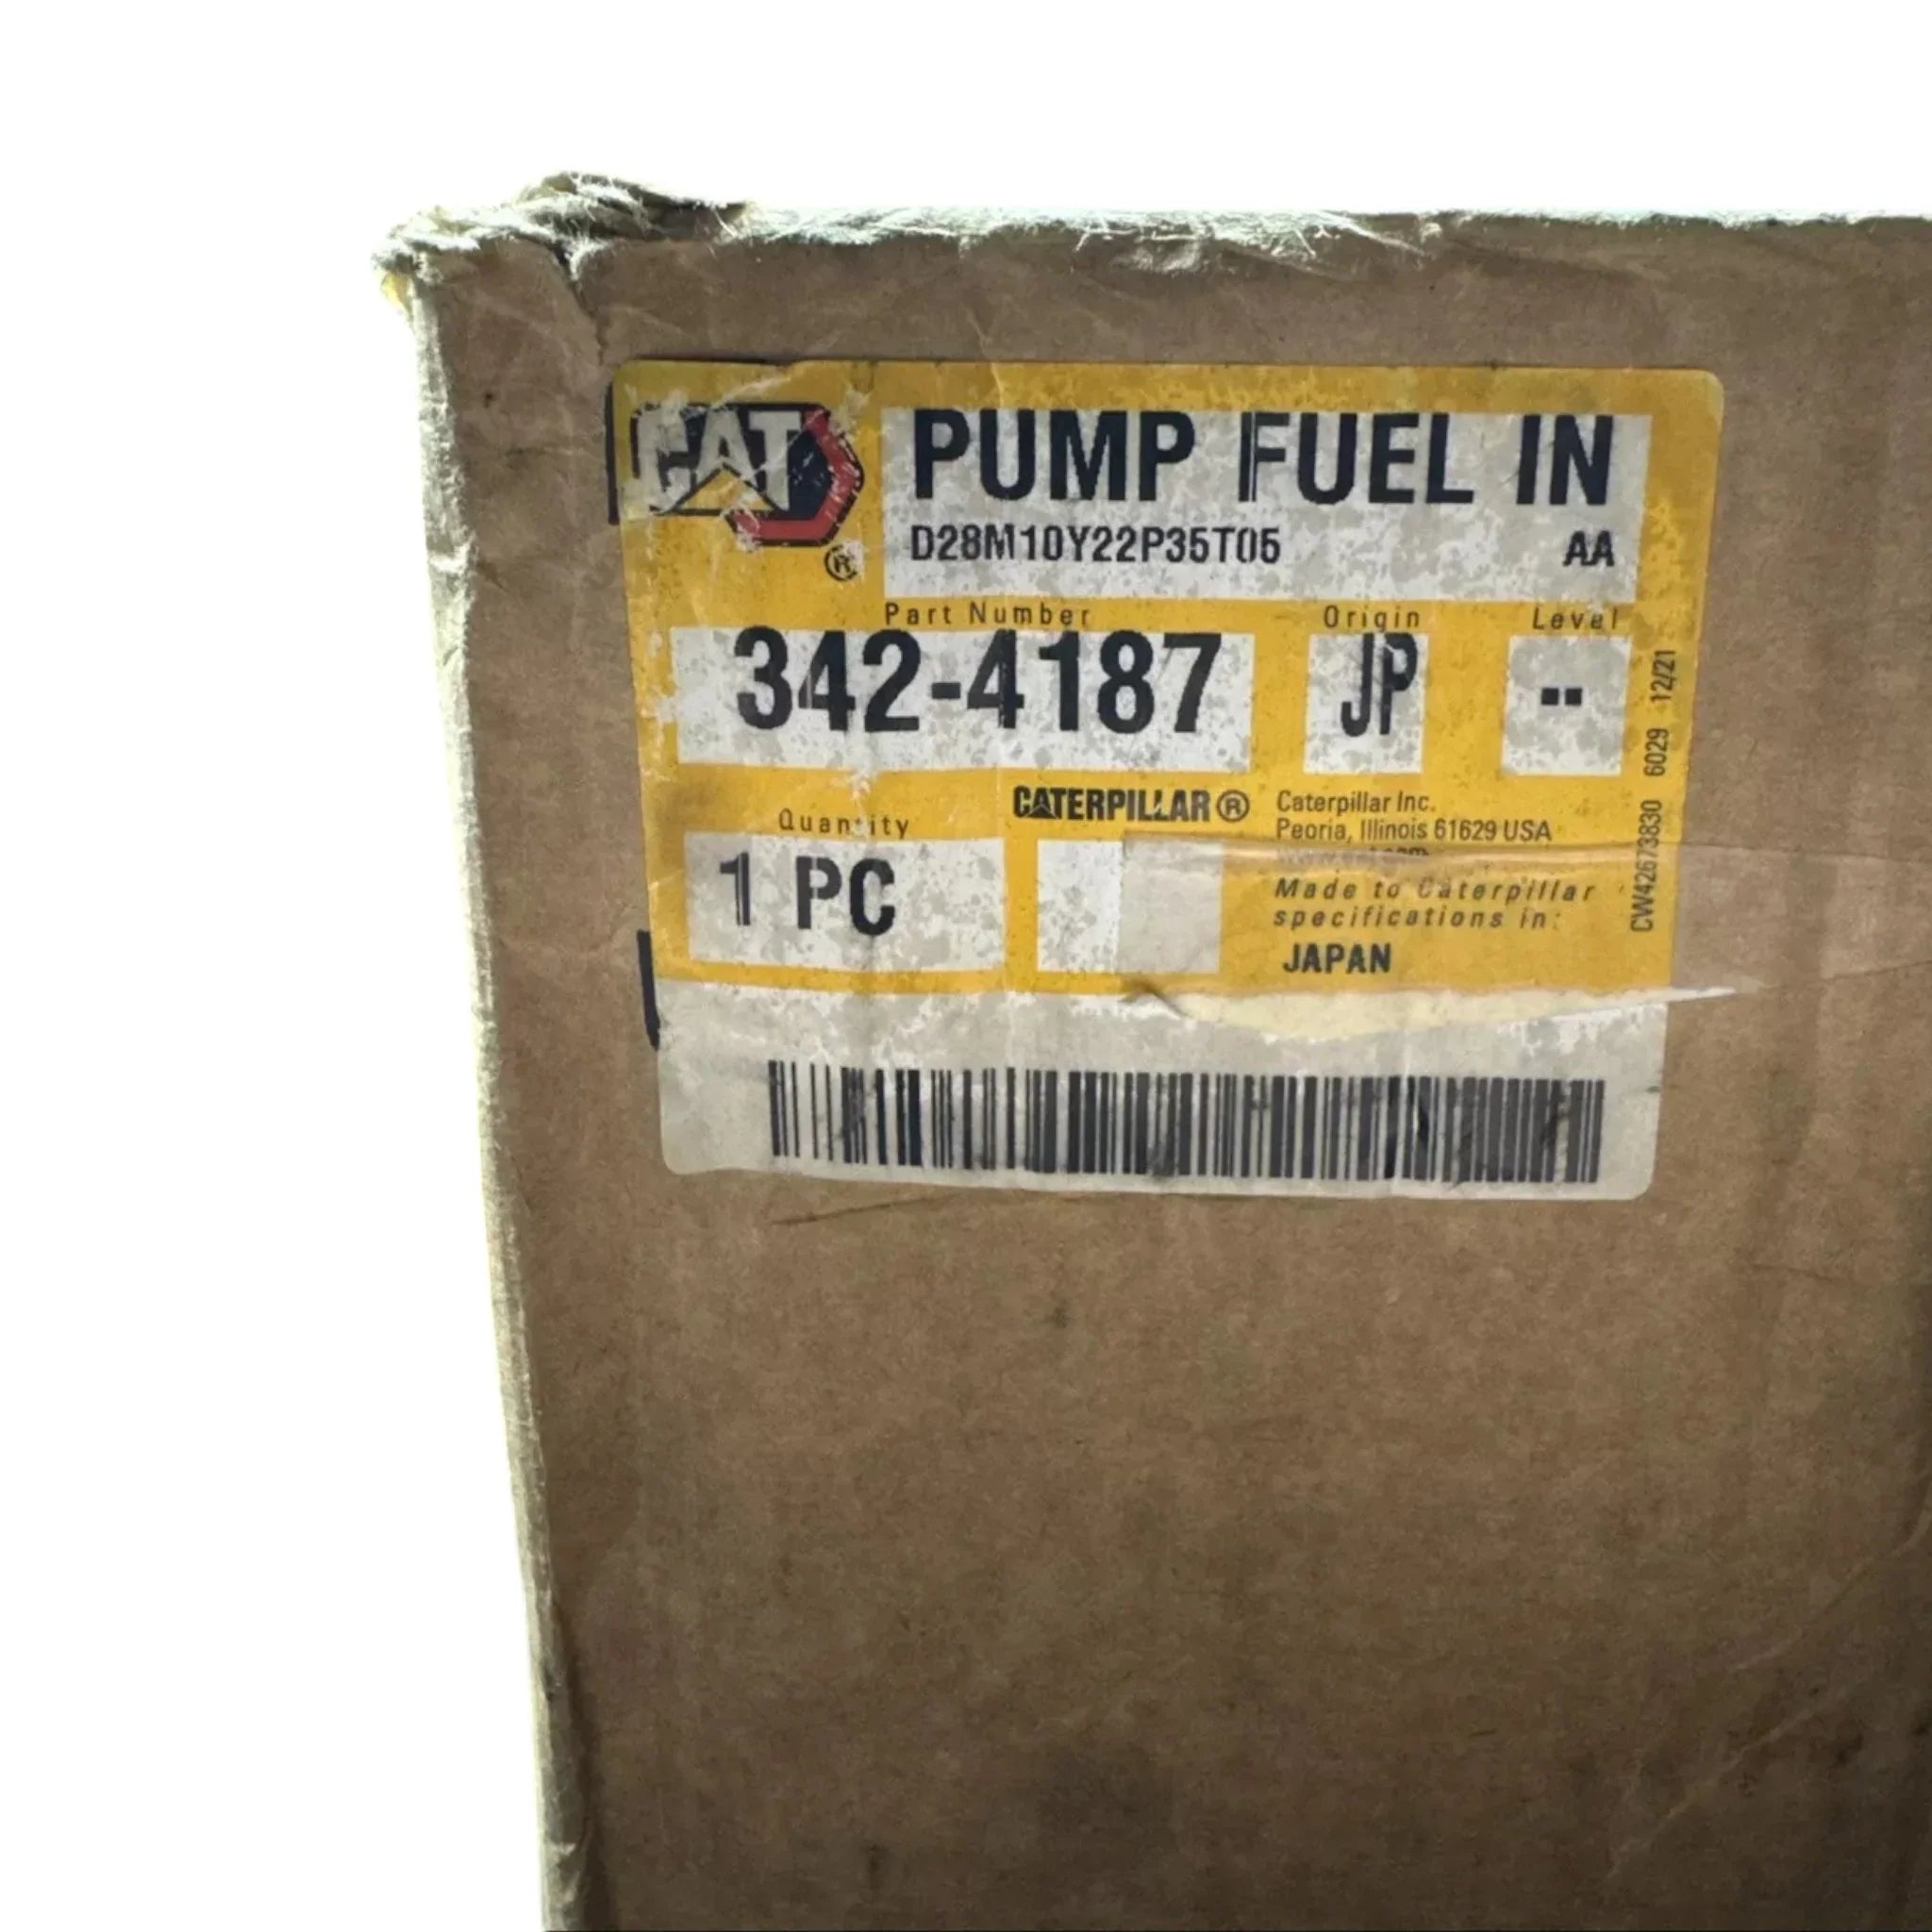 CAT
®
PUMP FUEL IN
D28M10Y22P35T05 AA
Part Number Origin Level
342-4187 JP --
Quantity
1 PC
CATERPILLAR®
Caterpillar Inc.
Peoria, Illinois 61629 USA
Made to Caterpillar
specifications in:
JAPAN
CW42673830 6029 12/21